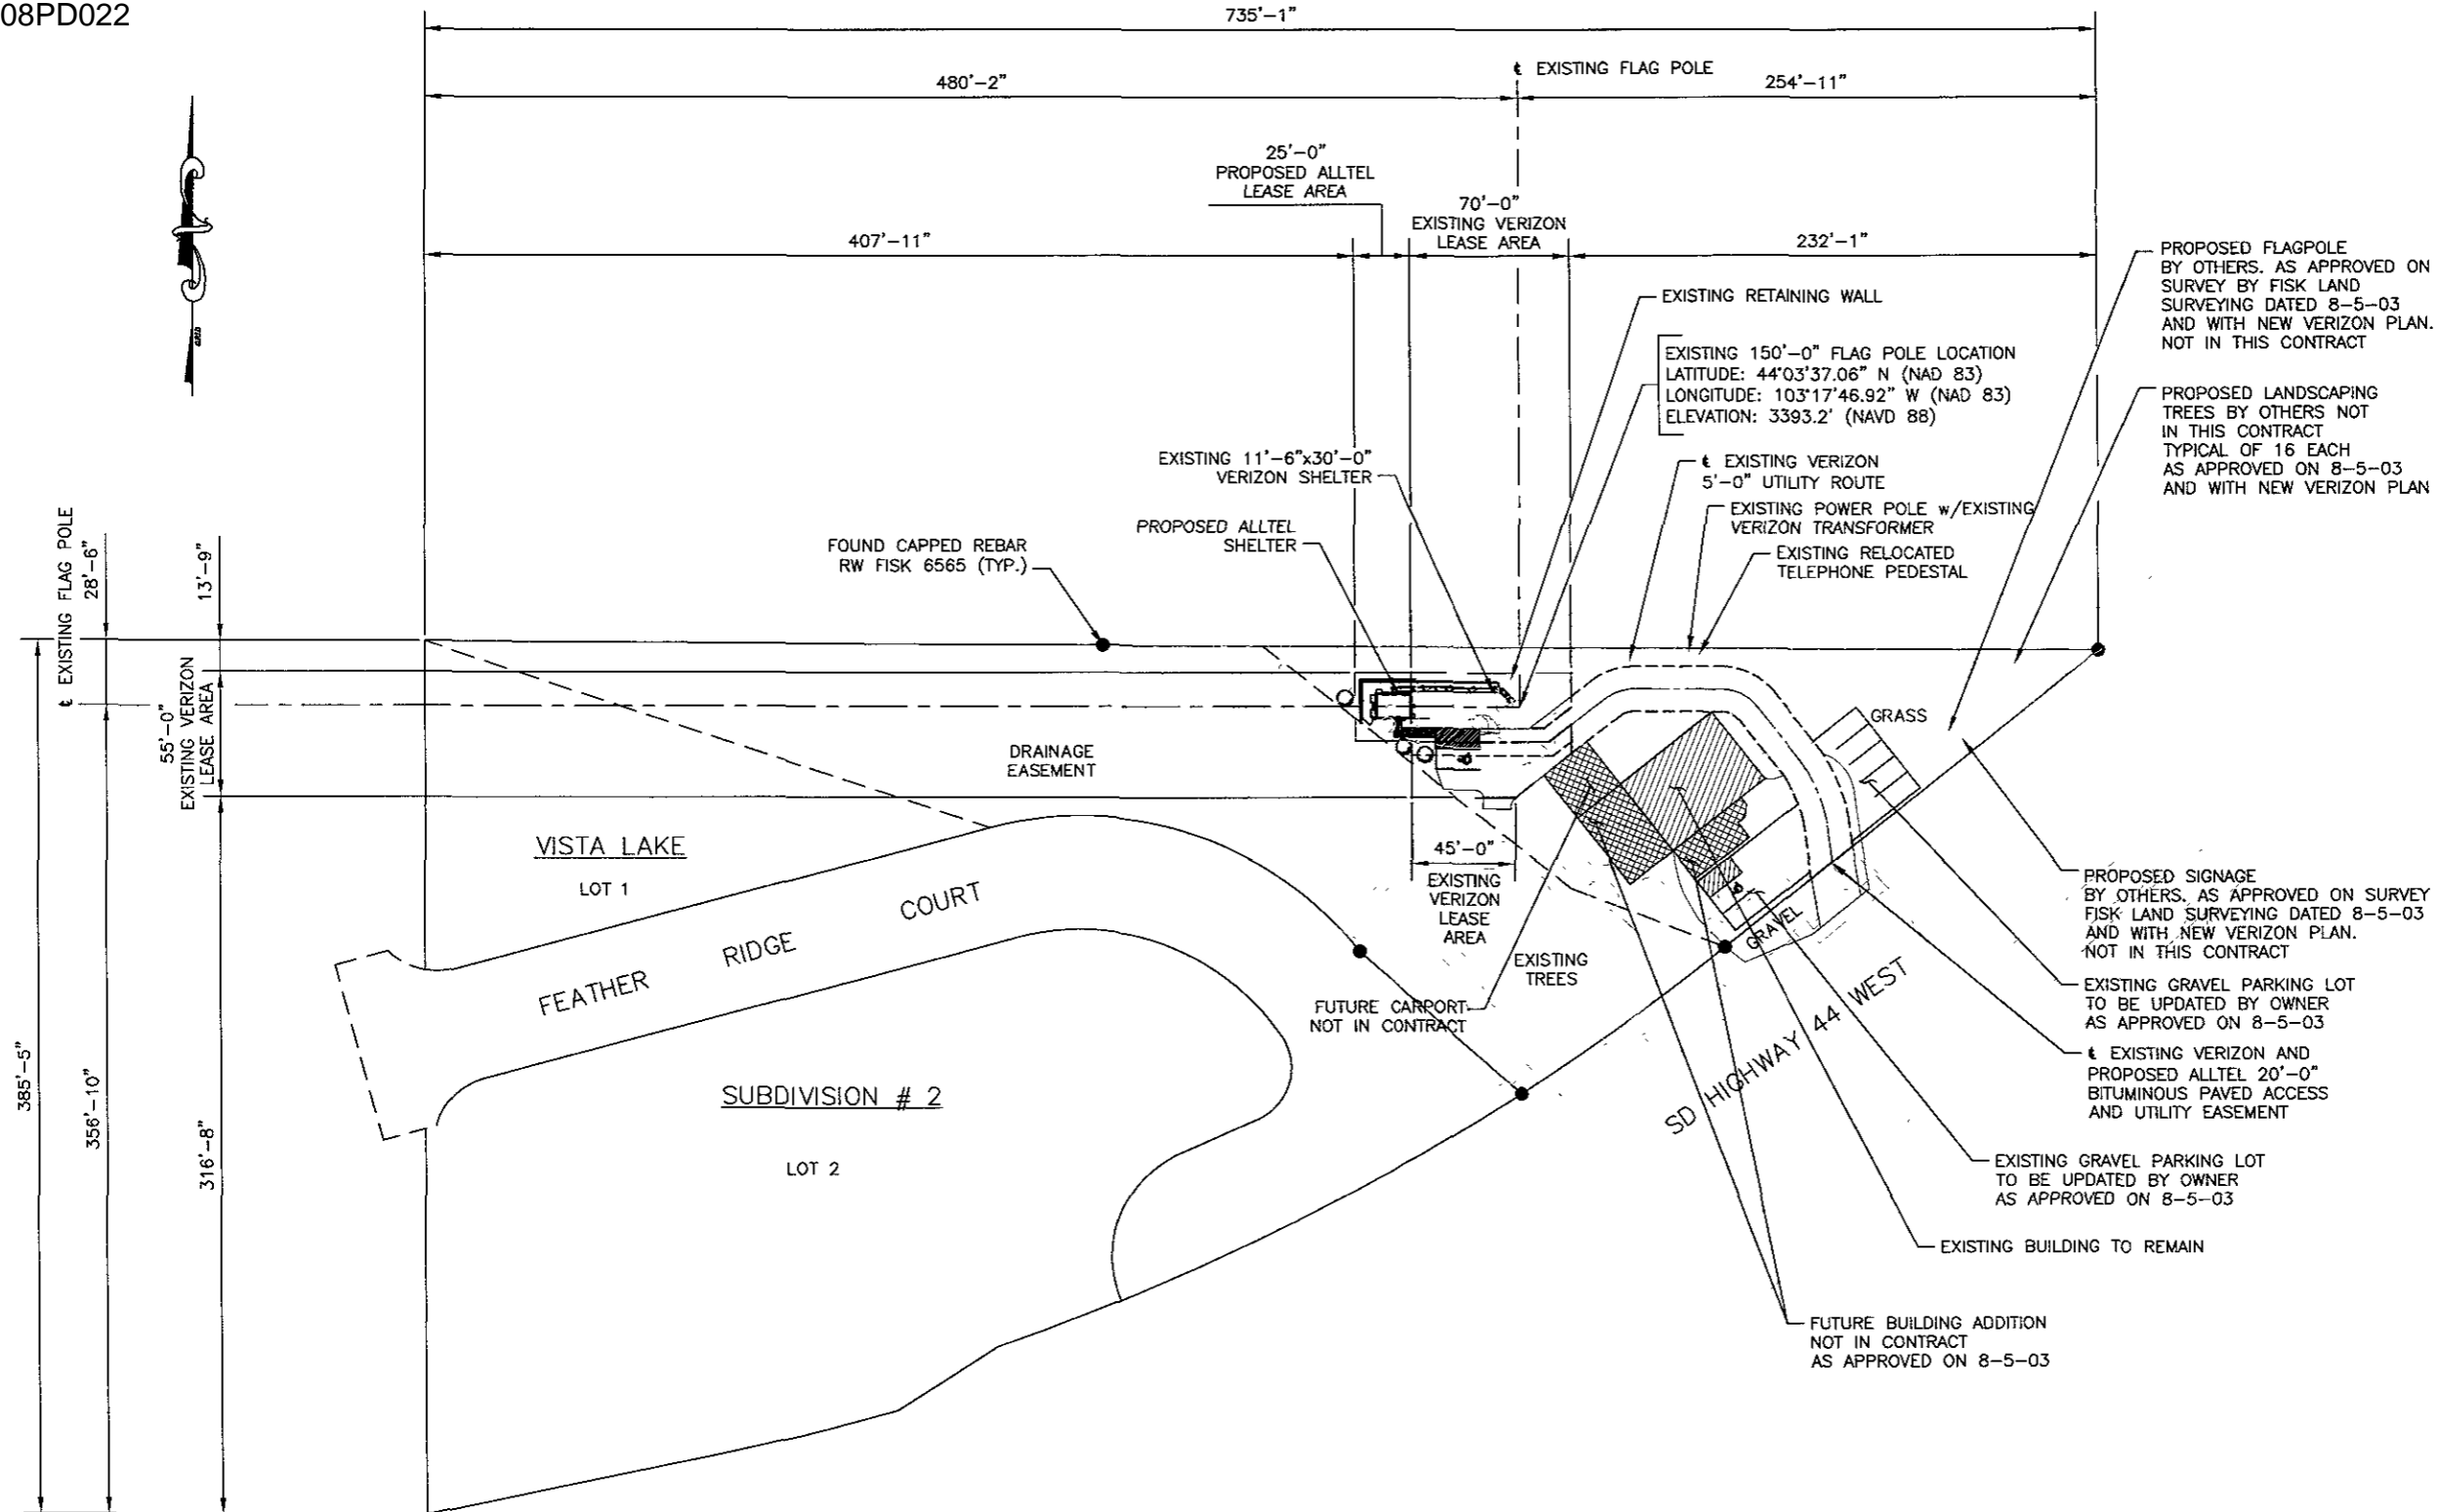 08PD022
735'-1"
480'-2"
℄ EXISTING FLAG POLE
254'-11"
25'-0"
PROPOSED ALLTEL
LEASE AREA
70'-0"
EXISTING VERIZON
LEASE AREA
407'-11"
232'-1"
PROPOSED FLAGPOLE
BY OTHERS. AS APPROVED ON
SURVEY BY FISK LAND
SURVEYING DATED 8-5-03
AND WITH NEW VERIZON PLAN.
NOT IN THIS CONTRACT
EXISTING RETAINING WALL
EXISTING 150'-0" FLAG POLE LOCATION
LATITUDE: 44°03'37.06" N (NAD 83)
LONGITUDE: 103°17'46.92" W (NAD 83)
ELEVATION: 3393.2' (NAVD 88)
PROPOSED LANDSCAPING
TREES BY OTHERS NOT
IN THIS CONTRACT
TYPICAL OF 16 EACH
AS APPROVED ON 8-5-03
AND WITH NEW VERIZON PLAN
EXISTING 11'-6"x30'-0"
VERIZON SHELTER
℄ EXISTING VERIZON
5'-0" UTILITY ROUTE
EXISTING POWER POLE w/EXISTING
VERIZON TRANSFORMER
PROPOSED ALLTEL
SHELTER
EXISTING RELOCATED
TELEPHONE PEDESTAL
FOUND CAPPED REBAR
RW FISK 6565 (TYP.)
℄ EXISTING FLAG POLE
28'-6"
13'-9"
55'-0"
EXISTING VERIZON
LEASE AREA
GRASS
DRAINAGE
EASEMENT
VISTA LAKE
LOT 1
45'-0"
EXISTING
VERIZON
LEASE
AREA
FEATHER RIDGE COURT
GRAVEL
EXISTING
TREES
PROPOSED SIGNAGE
BY OTHERS. AS APPROVED ON SURVEY
FISK LAND SURVEYING DATED 8-5-03
AND WITH NEW VERIZON PLAN.
NOT IN THIS CONTRACT
EXISTING GRAVEL PARKING LOT
TO BE UPDATED BY OWNER
AS APPROVED ON 8-5-03
FUTURE CARPORT
NOT IN CONTRACT
SD HIGHWAY 44 WEST
℄ EXISTING VERIZON AND
PROPOSED ALLTEL 20'-0"
BITUMINOUS PAVED ACCESS
AND UTILITY EASEMENT
385'-5"
356'-10"
316'-8"
SUBDIVISION # 2
LOT 2
EXISTING GRAVEL PARKING LOT
TO BE UPDATED BY OWNER
AS APPROVED ON 8-5-03
EXISTING BUILDING TO REMAIN
FUTURE BUILDING ADDITION
NOT IN CONTRACT
AS APPROVED ON 8-5-03